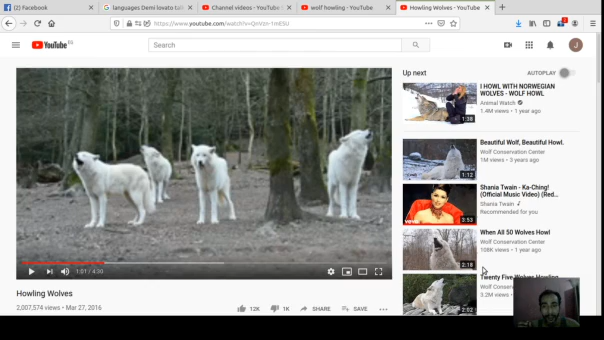 (2) Facebook
languages Demi lovato tal
Channel videos - YouTube
wolf howling - YouTube
Howling Wolves - YouTube
https://www.youtube.com/watch?v=
YouTube
Search
J
Up next
AUTOPLAY
I HOWL WITH NORWEGIAN
WOLVES - WOLF HOWL
Animal Watch
1.4M views • 1 year ago
1:38
Beautiful Wolf, Beautiful Howl.
Wolf Conservation Center
1M views • 3 years ago
1:12
Shania Twain - Ka-Ching!
(Official Music Video) (Red...
Shania Twain
Recommended for you
vevo
3:53
When All 50 Wolves Howl
Wolf Conservation Center
108K views • 1 year ago
2:18
Twenty Five Wolves Howling
Wolf Conserv
3.2M views •
2:02
1:01 / 4:30
Howling Wolves
2,007,574 views • Mar 27, 2016
12K
1K
SHARE
SAVE